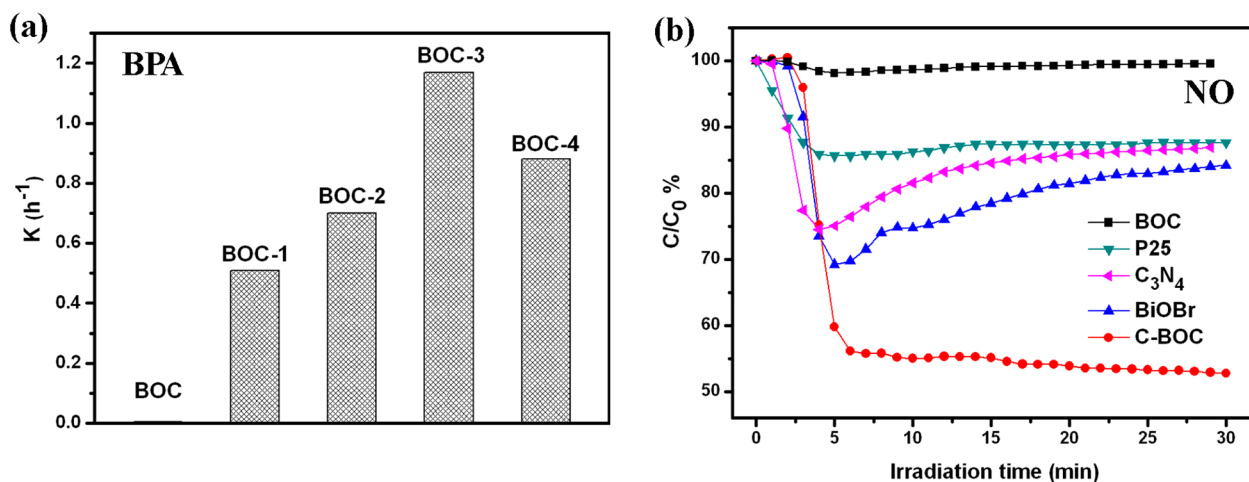 (a)
BPA
K (h⁻¹)
1.2
1.0
0.8
0.6
0.4
0.2
0.0
BOC
BOC-1
BOC-2
BOC-3
BOC-4
(b)
NO
C/C₀ %
100
90
80
70
60
50
BOC
P25
C₃N₄
BiOBr
C-BOC
0 5 10 15 20 25 30
Irradiation time (min)